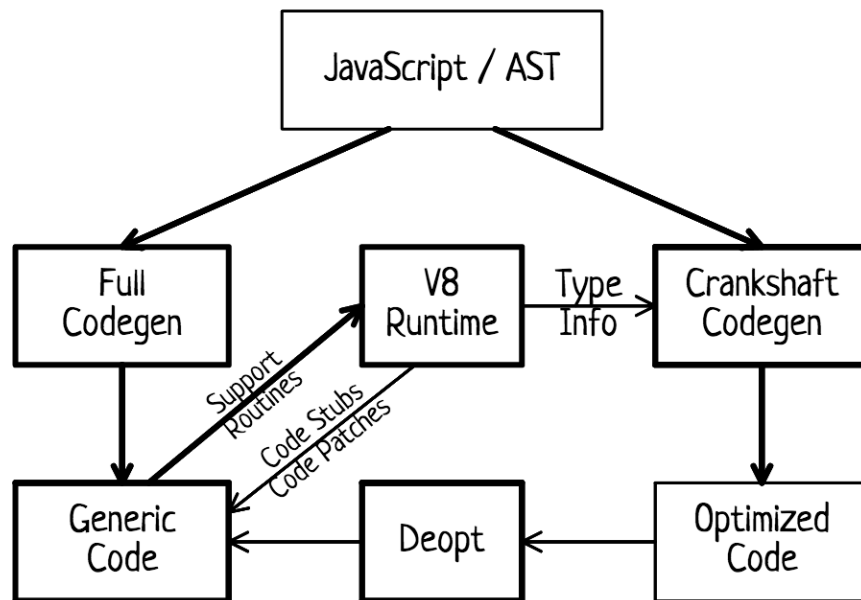 JavaScript / AST
Full
Codegen
V8
Runtime
Type
Info
Crankshaft
Codegen
Support
Routines
Code Stubs
Code Patches
Generic
Code
Deopt
Optimized
Code